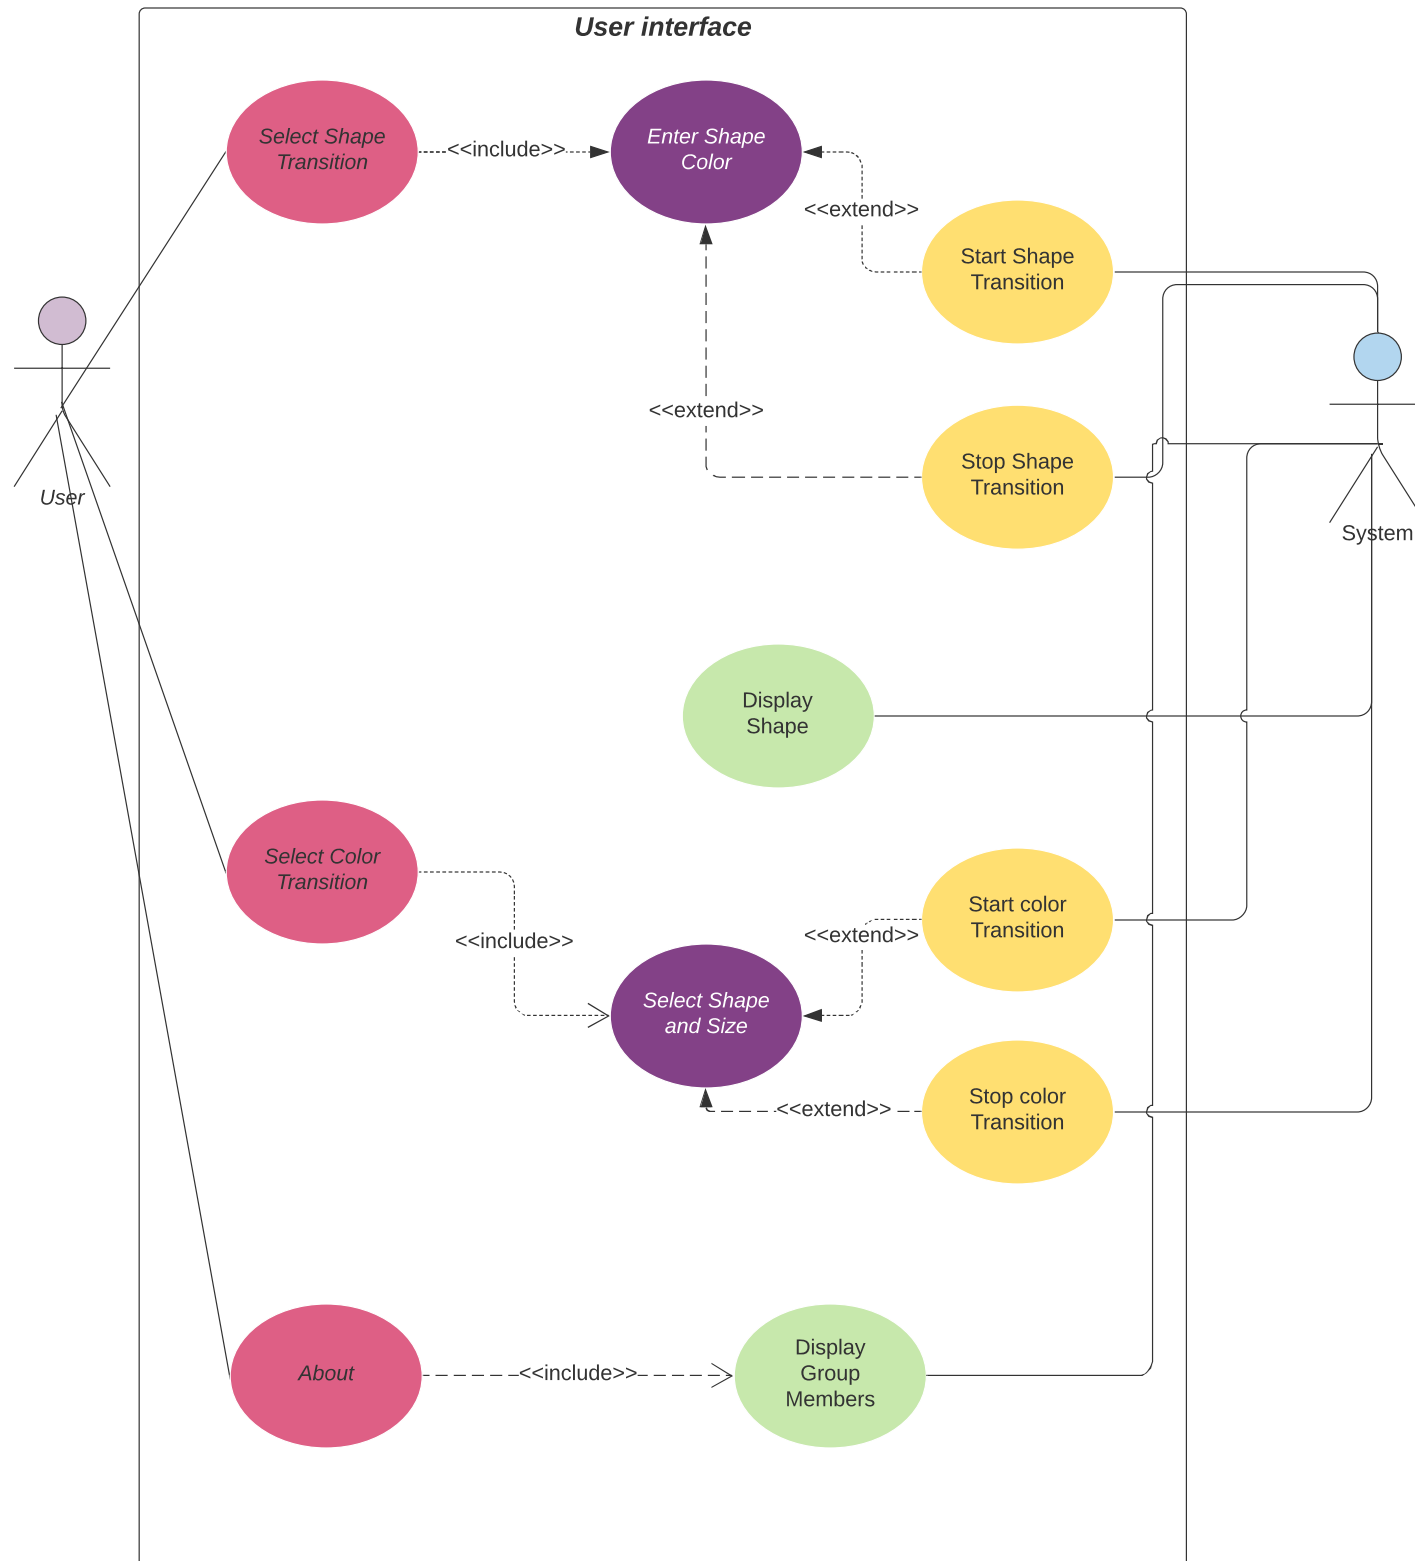 User interface
Select Shape
Transition
<<include>>
Enter Shape
Color
<<extend>>
Start Shape
Transition
<<extend>>
Stop Shape
Transition
User
System
Display
Shape
Select Color
Transition
<<include>>
Select Shape
and Size
<<extend>>
Start color
Transition
<<extend>>
Stop color
Transition
About
<<include>>
Display
Group
Members